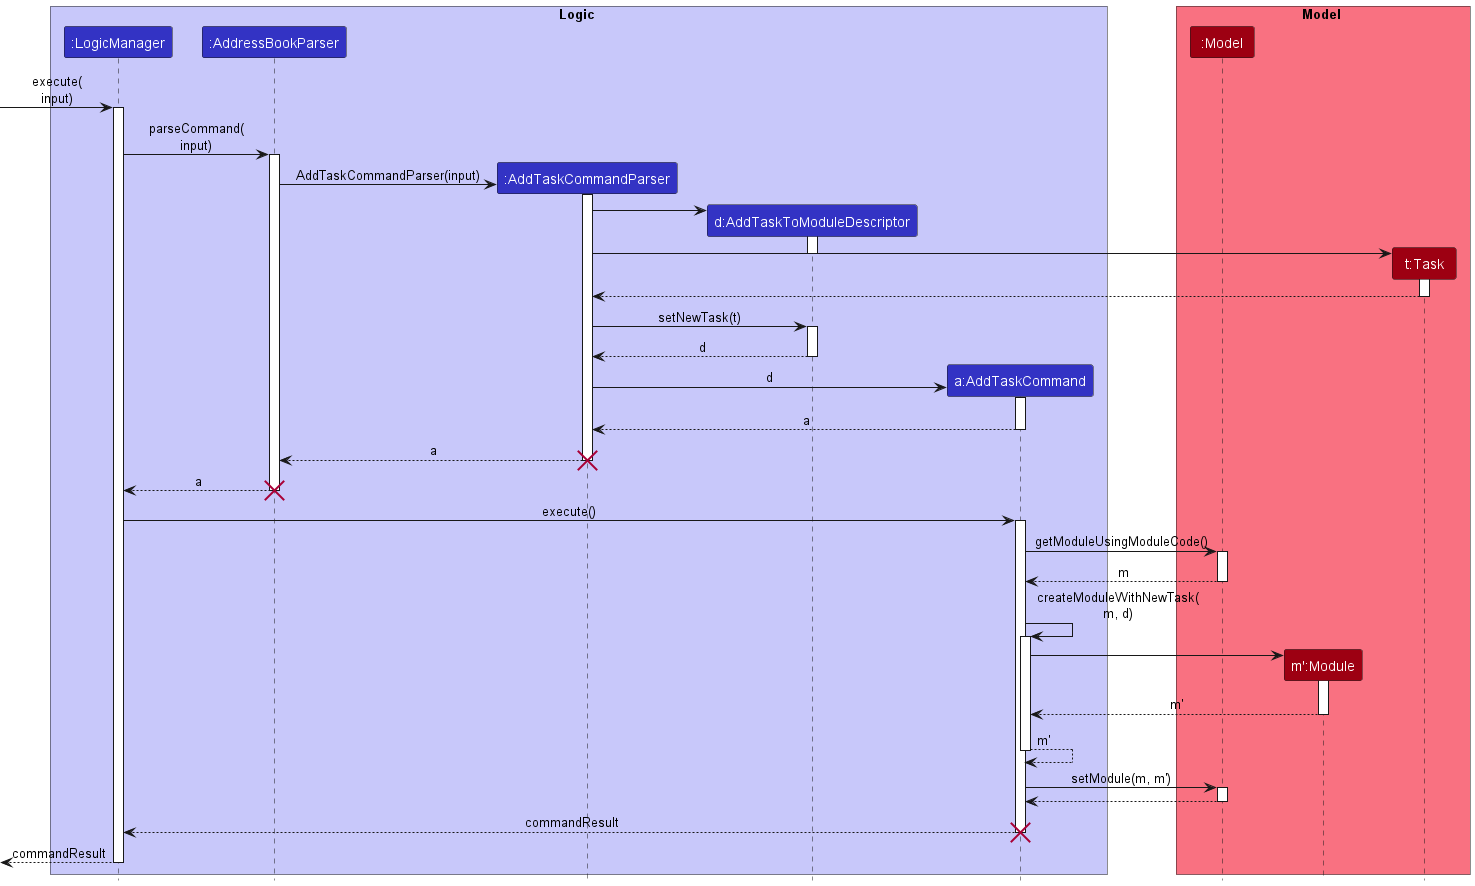 Logic
Model
:LogicManager
:AddressBookParser
:Model
execute(
input)
parseCommand(
input)
AddTaskCommandParser(input)
:AddTaskCommandParser
d:AddTaskToModuleDescriptor
t:Task
setNewTask(t)
d
d
a:AddTaskCommand
a
a
a
execute()
getModuleUsingModuleCode()
m
createModuleWithNewTask(
m, d)
m':Module
m'
m'
setModule(m, m')
commandResult
commandResult